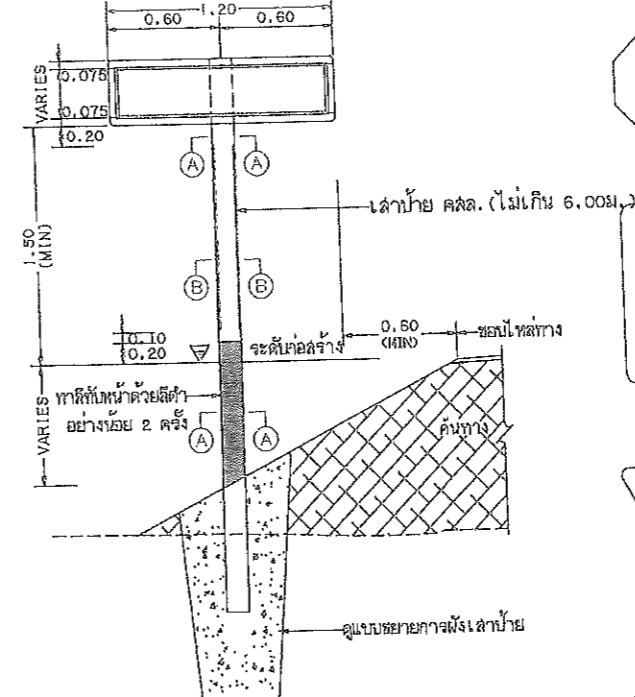 1.20
0.60 0.60
VARIES
0.075
0.075
0.20
A A
เสาป้าย คสล. (ไม่เกิน 6.00ม.)
1.50
(MIN)
B B
0.10
0.20
ระดับก่อสร้าง
0.60
(MIN)
ขอบไหล่ทาง
VARIES
ทาสีทับหน้าด้วยสีดำ
อย่างน้อย 2 ครั้ง
A A
คันทาง
ดูแบบขยายการฝังเสาป้าย